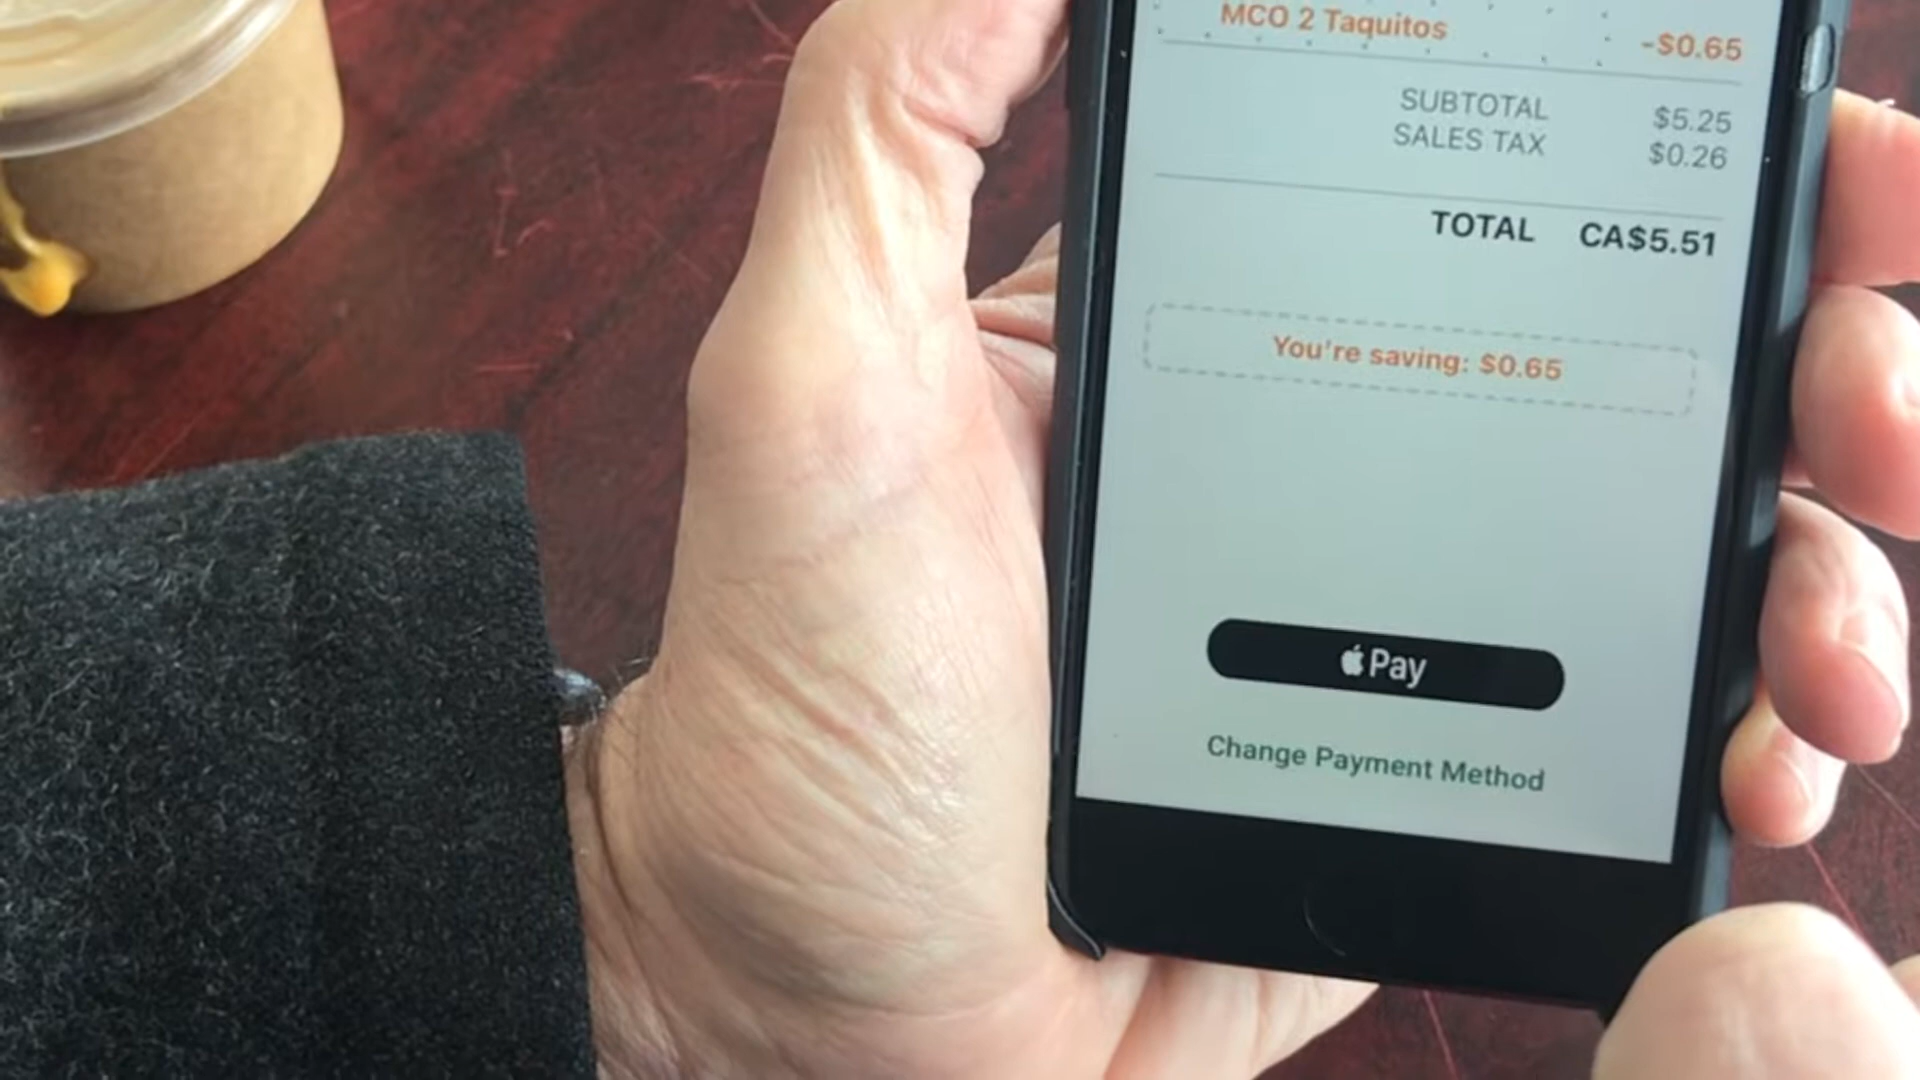 MCO 2 Taquitos -$0.65
SUBTOTAL $5.25
SALES TAX $0.26
TOTAL CA$5.51
You're saving: $0.65
Pay
Change Payment Method